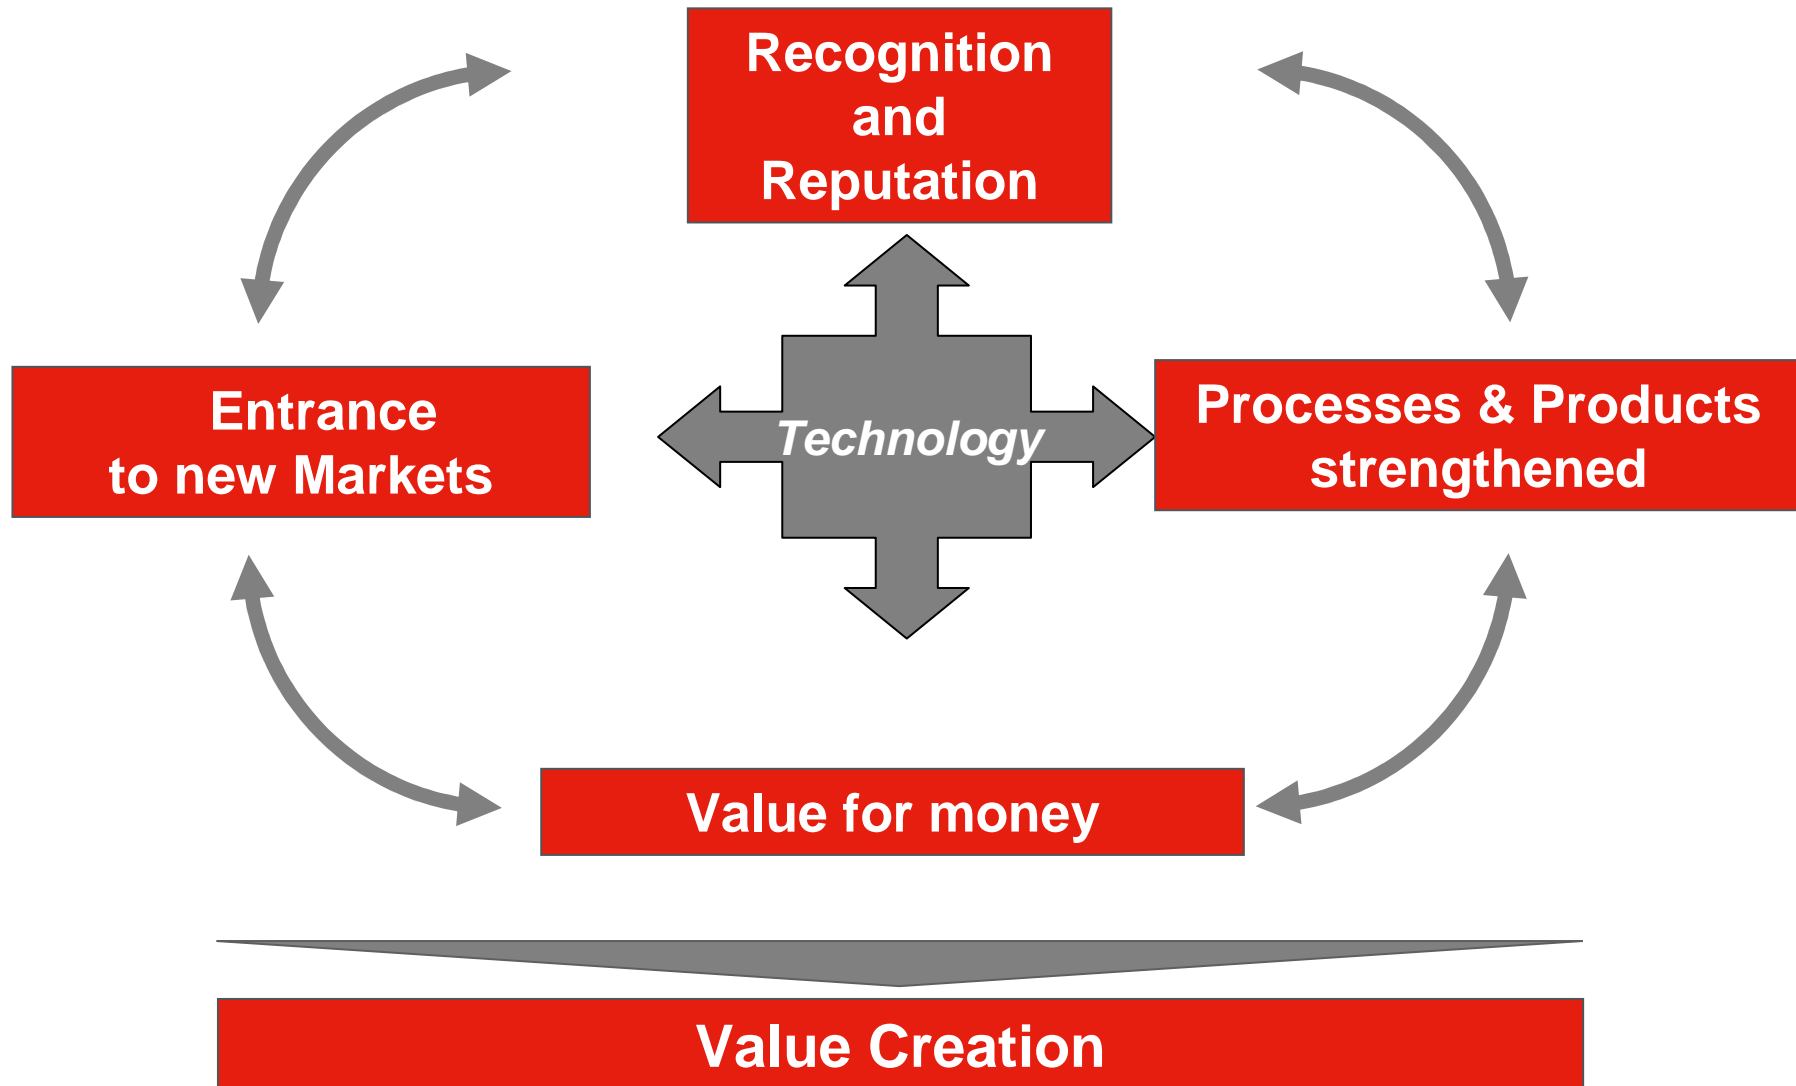 Recognition
and
Reputation
Entrance
to new Markets
Technology
Processes & Products
strengthened
Value for money
Value Creation